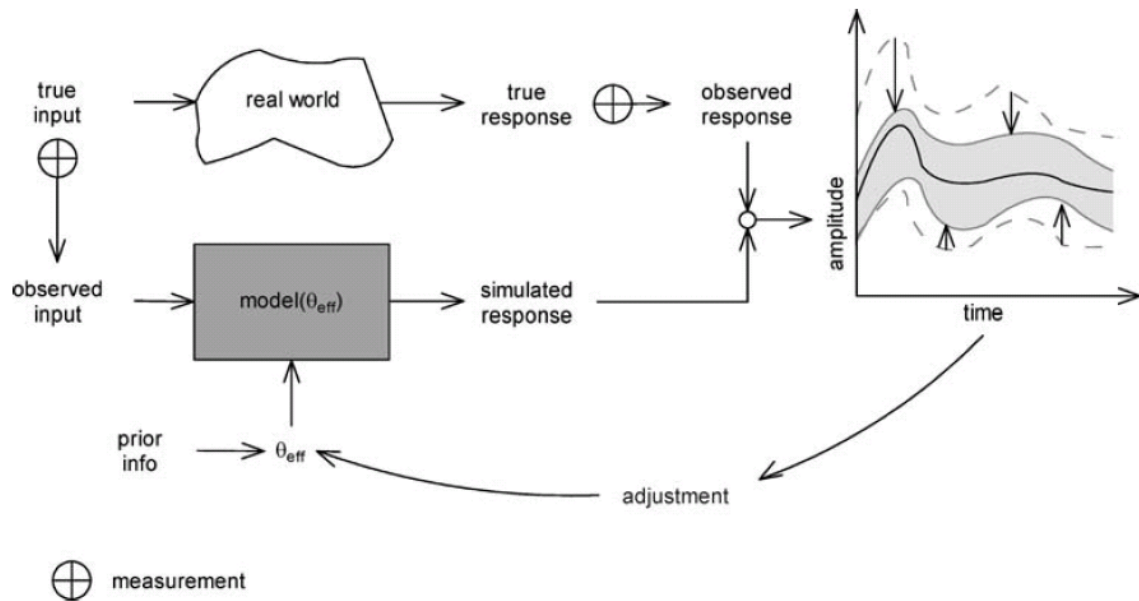 true
input
real world
true
response
observed
response
amplitude
time
observed
input
model(θeff)
simulated
response
prior
info
θeff
adjustment
measurement